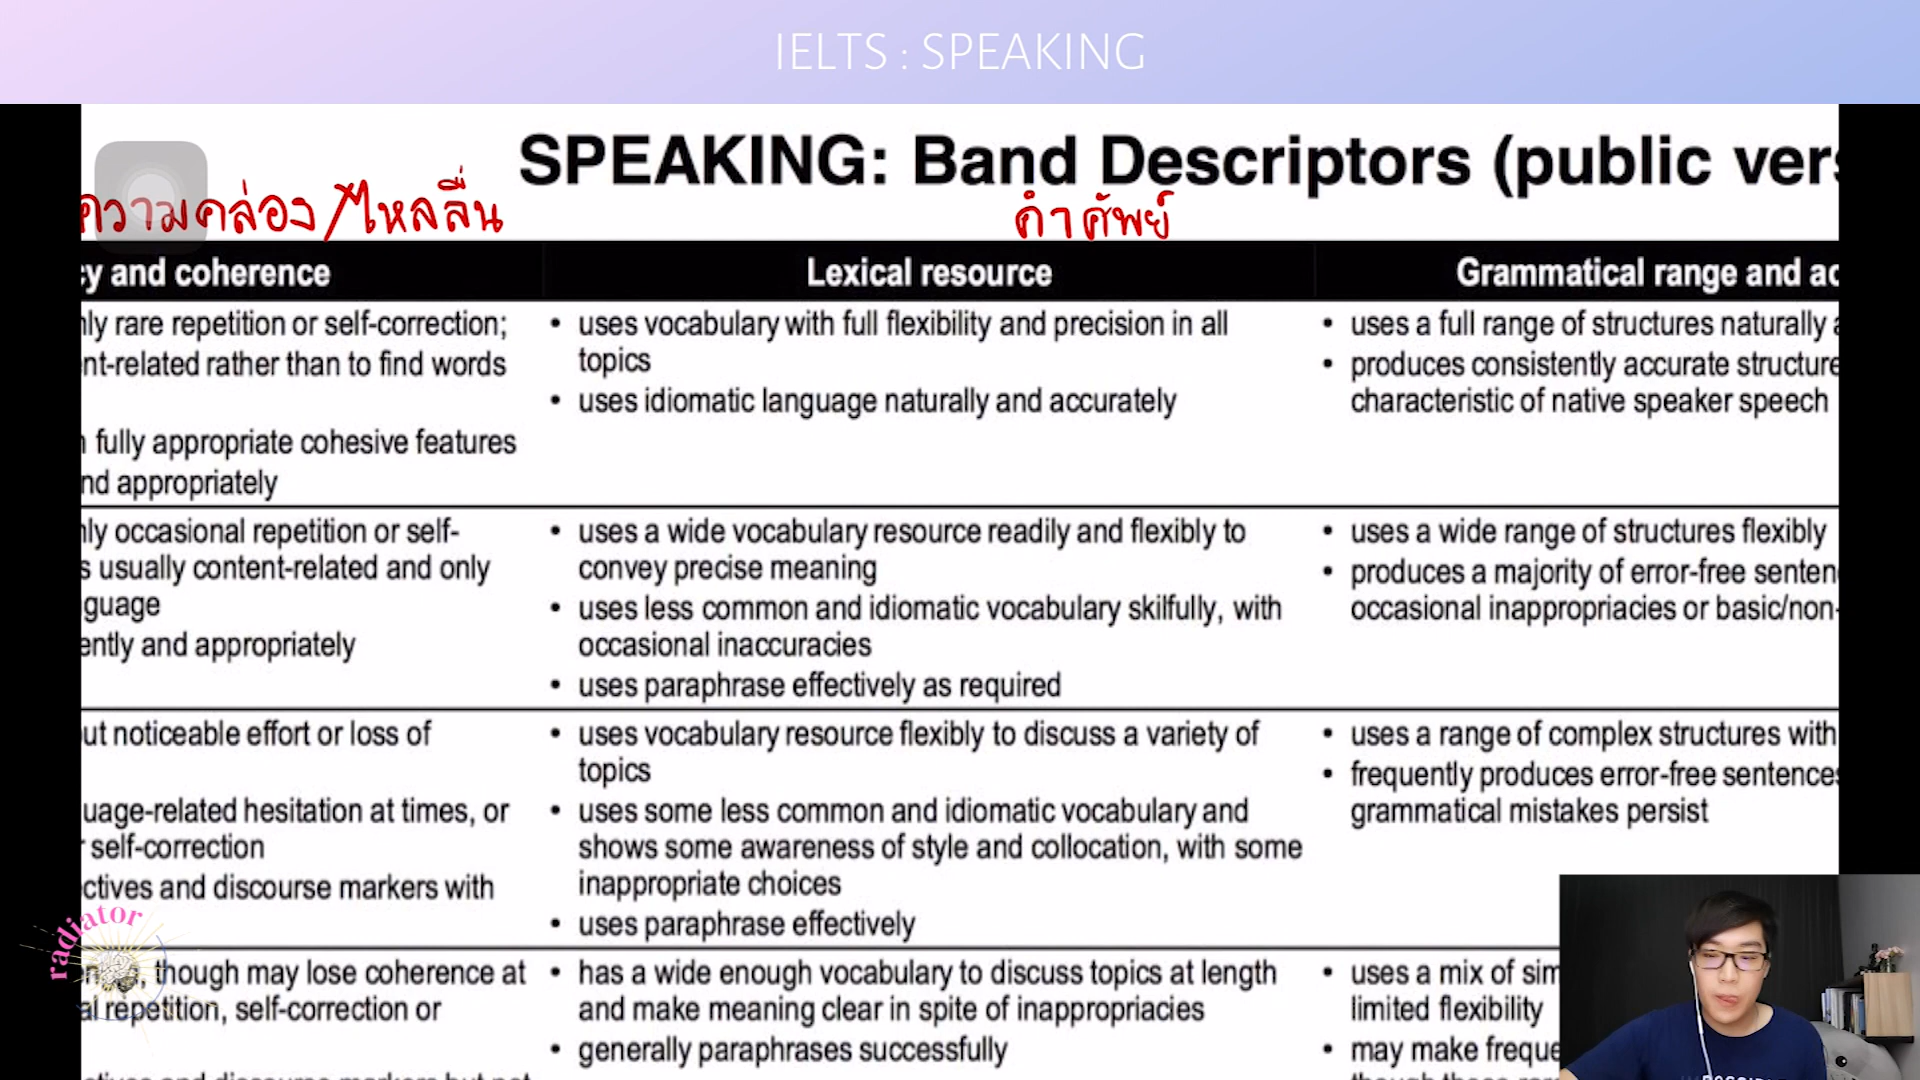 IELTS : SPEAKING
SPEAKING: Band Descriptors (public vers
ความคล่อง/ไหลลื่น
คำศัพย์
cy and coherence
Lexical resource
Grammatical range and ac
nly rare repetition or self-correction;
nt-related rather than to find words
fully appropriate cohesive features
nd appropriately
• uses vocabulary with full flexibility and precision in all
topics
• uses idiomatic language naturally and accurately
• uses a full range of structures naturally a
• produces consistently accurate structure
characteristic of native speaker speech
nly occasional repetition or self-
s usually content-related and only
guage
ently and appropriately
• uses a wide vocabulary resource readily and flexibly to
convey precise meaning
• uses less common and idiomatic vocabulary skilfully, with
occasional inaccuracies
• uses paraphrase effectively as required
• uses a wide range of structures flexibly
• produces a majority of error-free senten
occasional inappropriacies or basic/non-
ut noticeable effort or loss of
uage-related hesitation at times, or
self-correction
ctives and discourse markers with
• uses vocabulary resource flexibly to discuss a variety of
topics
• uses some less common and idiomatic vocabulary and
shows some awareness of style and collocation, with some
inappropriate choices
• uses paraphrase effectively
• uses a range of complex structures with
• frequently produces error-free sentences
grammatical mistakes persist
radiator
though may lose coherence at
al repetition, self-correction or
• has a wide enough vocabulary to discuss topics at length
and make meaning clear in spite of inappropriacies
• generally paraphrases successfully
• uses a mix of sim
limited flexibility
• may make freque